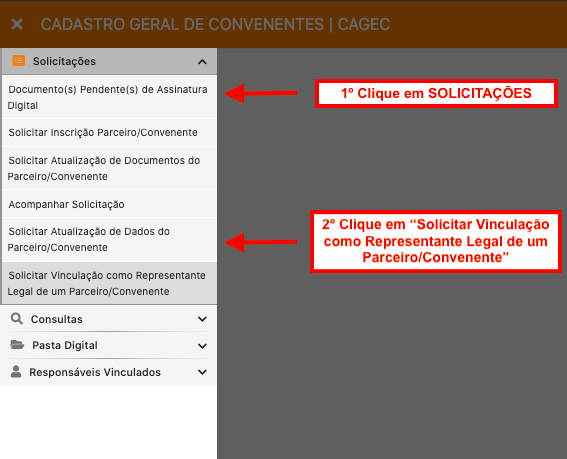 CADASTRO GERAL DE CONVENENTES | CAGEC
Solicitações
Documento(s) Pendente(s) de Assinatura
Digital
Solicitar Inscrição Parceiro/Convenente
Solicitar Atualização de Documentos do
Parceiro/Convenente
Acompanhar Solicitação
Solicitar Atualização de Dados do
Parceiro/Convenente
Solicitar Vinculação como Representante
Legal de um Parceiro/Convenente
Consultas
Pasta Digital
Responsáveis Vinculados
1º Clique em SOLICITAÇÕES
2º Clique em “Solicitar Vinculação
como Representante Legal de um
Parceiro/Convenente”